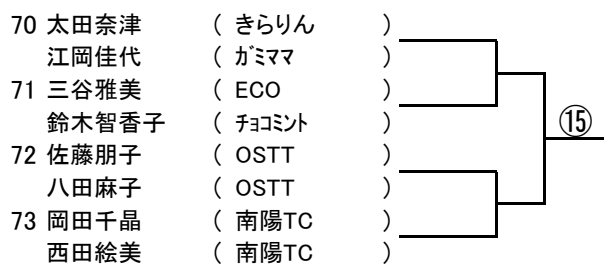 70 太田奈津 ( きらりん )
江岡佳代 ( ｶﾞﾐママ )
71 三谷雅美 ( ECO )
鈴木智香子 ( ﾁｮｺﾐﾝﾄ )
⑮
72 佐藤朋子 ( OSTT )
八田麻子 ( OSTT )
73 岡田千晶 ( 南陽TC )
西田絵美 ( 南陽TC )